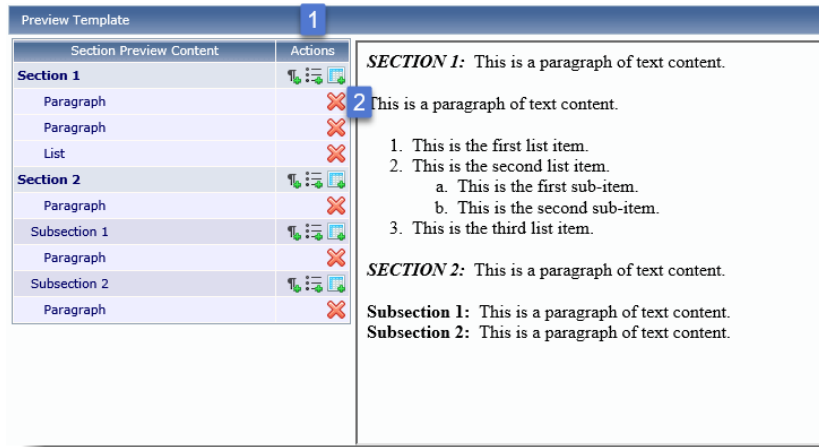 Preview Template
1
Section Preview Content Actions
Section 1
Paragraph
Paragraph
List
Section 2
Paragraph
Subsection 1
Paragraph
Subsection 2
Paragraph
2
SECTION 1: This is a paragraph of text content.
This is a paragraph of text content.
1. This is the first list item.
2. This is the second list item.
a. This is the first sub-item.
b. This is the second sub-item.
3. This is the third list item.
SECTION 2: This is a paragraph of text content.
Subsection 1: This is a paragraph of text content.
Subsection 2: This is a paragraph of text content.